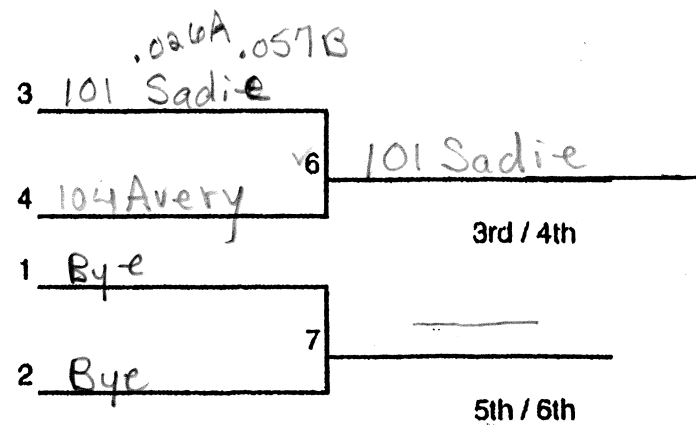 .026A .057B
3 101 Sadie
6 101 Sadie
4 104 Avery
3rd / 4th
1 Bye
7
2 Bye
5th / 6th